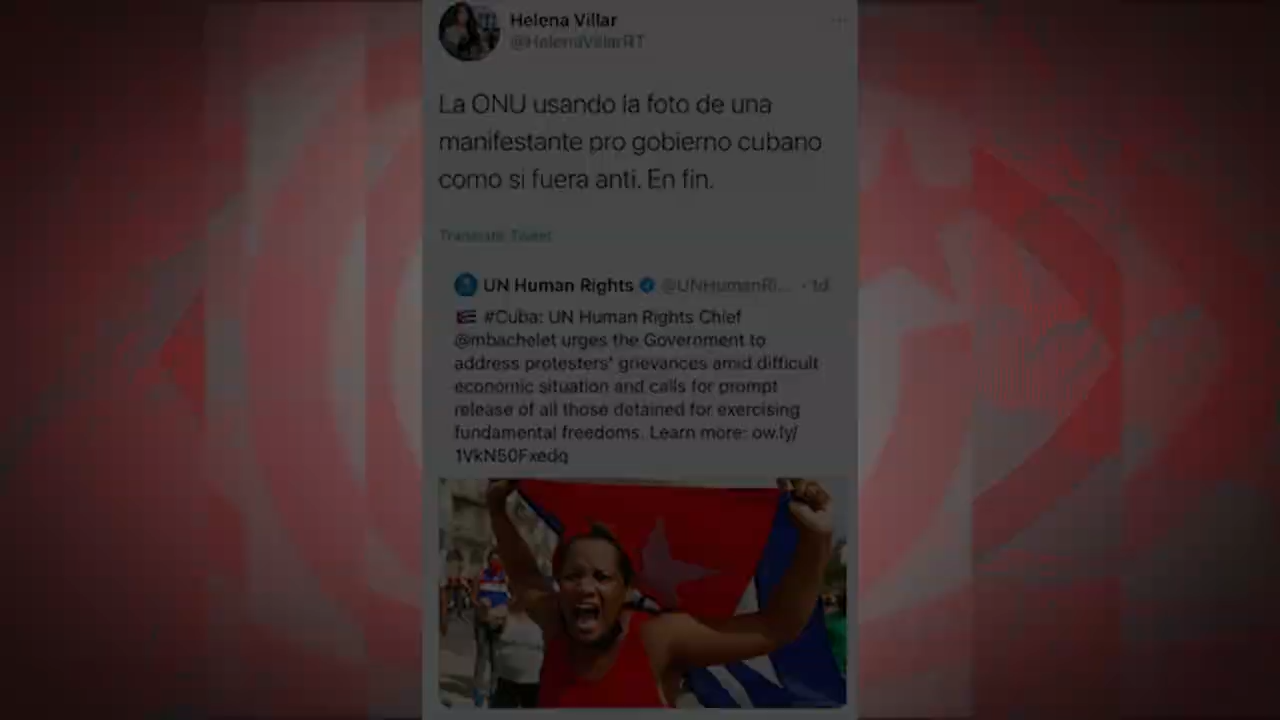 Helena Villar
@HelenaVillarRT
La ONU usando la foto de una
manifestante pro gobierno cubano
como si fuera anti. En fin.
Translate Tweet
UN Human Rights @UNHumanRi... · 1d
#Cuba: UN Human Rights Chief
@mbachelet urges the Government to
address protesters' grievances amid difficult
economic situation and calls for prompt
release of all those detained for exercising
fundamental freedoms. Learn more: ow.ly/
1VkN50Fxedq